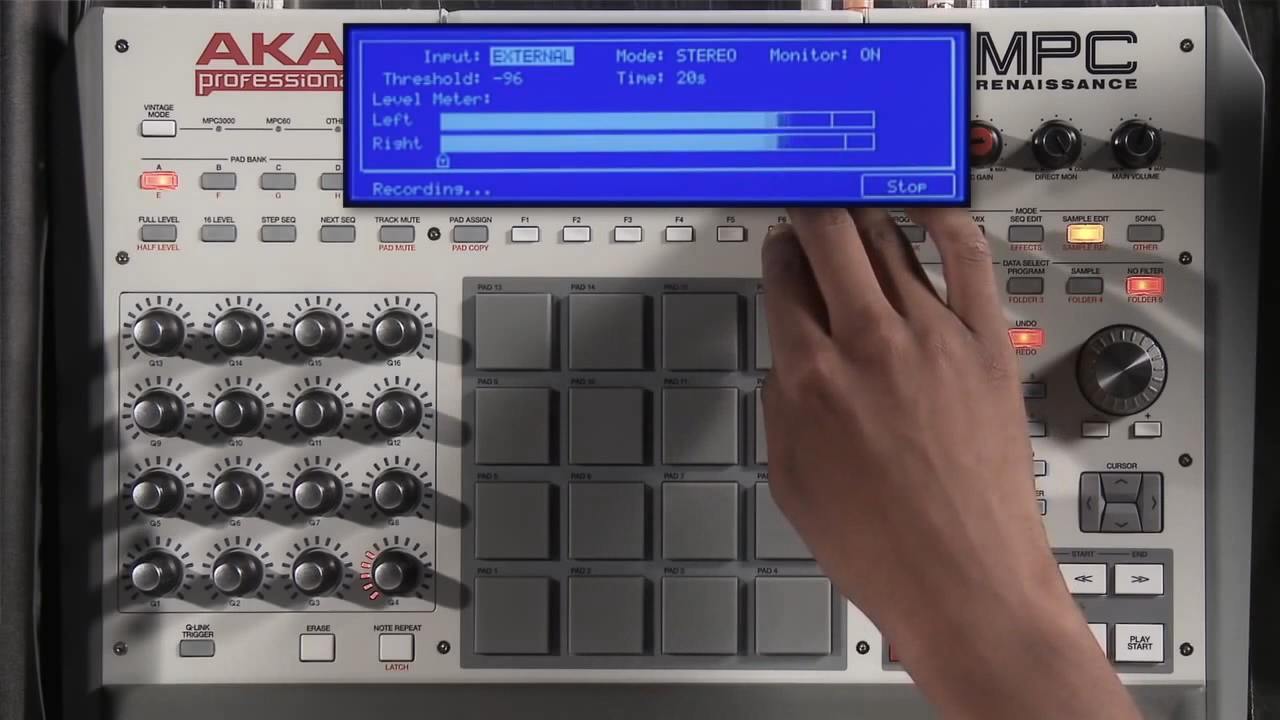 AKA
professiona
Input: EXTERNAL Mode: STEREO Monitor: ON
Threshold: -96 Time: 20s
Level Meter:
Left
Right
Recording... Stop
MPC
RENAISSANCE
VINTAGE
MODE
MPC3000 MPC60
PAD BANK
A B C D
E F G H
DIRECT MON MAIN VOLUME
FULL LEVEL 16 LEVEL STEP SEQ NEXT SEQ TRACK MUTE PAD ASSIGN F1 F2 F3 F4 F5 F6
HALF LEVEL PAD MUTE PAD COPY
MODE
SEQ EDIT SAMPLE EDIT SONG
EFFECTS SAMPLE REC OTHER
DATA SELECT
PROGRAM SAMPLE NO FILTER
FOLDER 3 FOLDER 4 FOLDER 5
UNDO
REDO
PAD 13 PAD 14 PAD 15
Q13 Q14 Q15 Q16
PAD 9 PAD 10 PAD 11
Q9 Q10 Q11 Q12
PAD 5 PAD 6 PAD 7
Q5 Q6 Q7 Q8
PAD 1 PAD 2 PAD 3 PAD 4
Q1 Q2 Q3 Q4
- +
CURSOR
START END
<< >>
Q-LINK
TRIGGER
ERASE
NOTE REPEAT
LATCH
PLAY
START